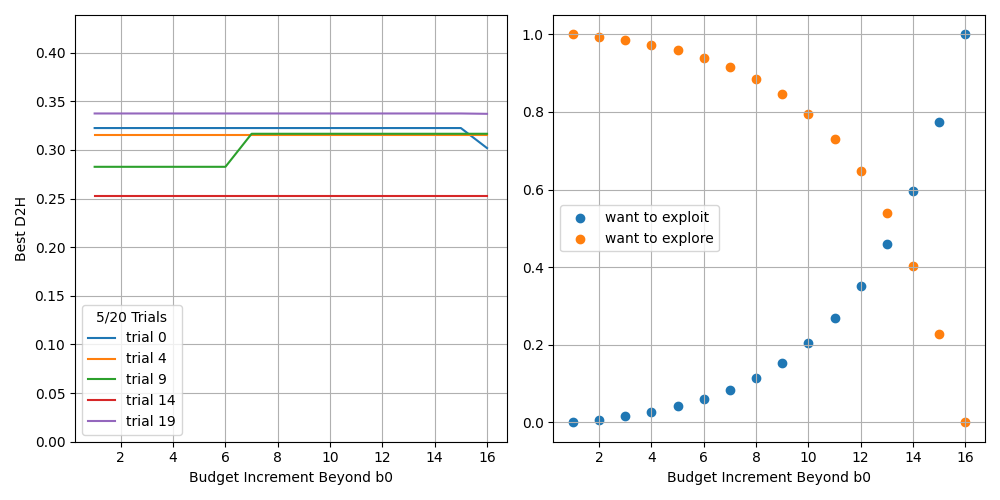 0.40
0.35
0.30
0.25
0.20
0.15
0.10
0.05
0.00
Best D2H
5/20 Trials
trial 0
trial 4
trial 9
trial 14
trial 19
2 4 6 8 10 12 14 16
Budget Increment Beyond b0
1.0
0.8
0.6
0.4
0.2
0.0
want to exploit
want to explore
2 4 6 8 10 12 14 16
Budget Increment Beyond b0